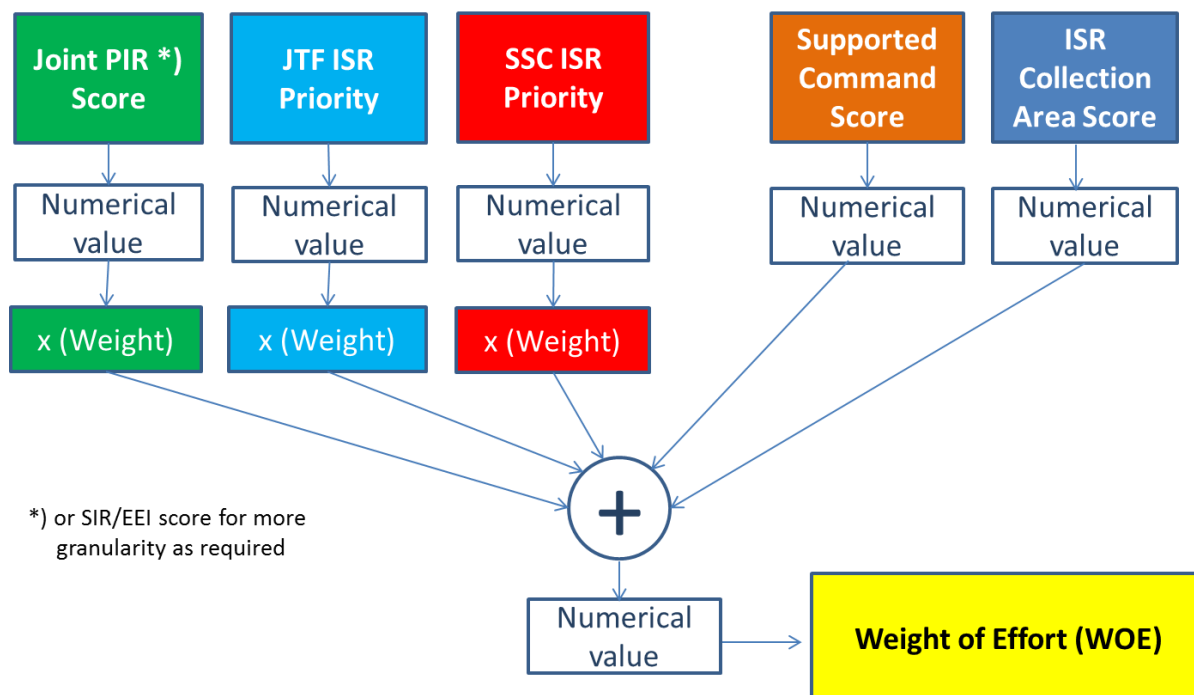 Joint PIR *)
Score
JTF ISR
Priority
SSC ISR
Priority
Supported
Command
Score
ISR
Collection
Area Score
Numerical
value
Numerical
value
Numerical
value
Numerical
value
Numerical
value
x (Weight)
x (Weight)
x (Weight)
+
*) or SIR/EEI score for more
granularity as required
Numerical
value
Weight of Effort (WOE)